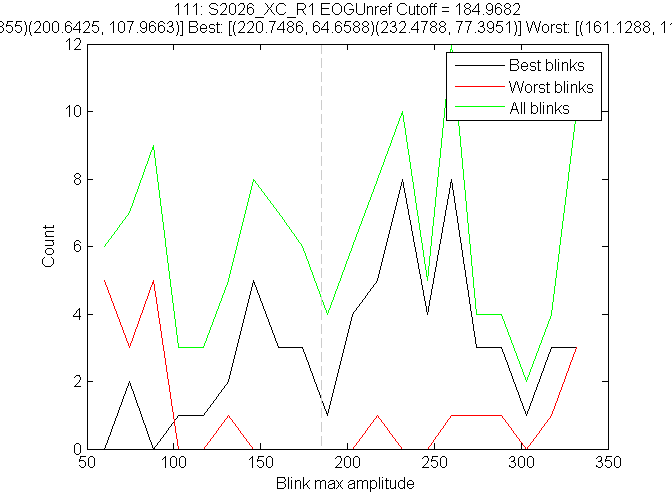 111: S2026_XC_R1 EOGUnref Cutoff = 184.9682
855)(200.6425, 107.9663)] Best: [(220.7486, 64.6588)(232.4788, 77.3951)] Worst: [(161.1288, 11
12
10
8
6
4
2
0
Count
Best blinks
Worst blinks
All blinks
50 100 150 200 250 300 350
Blink max amplitude